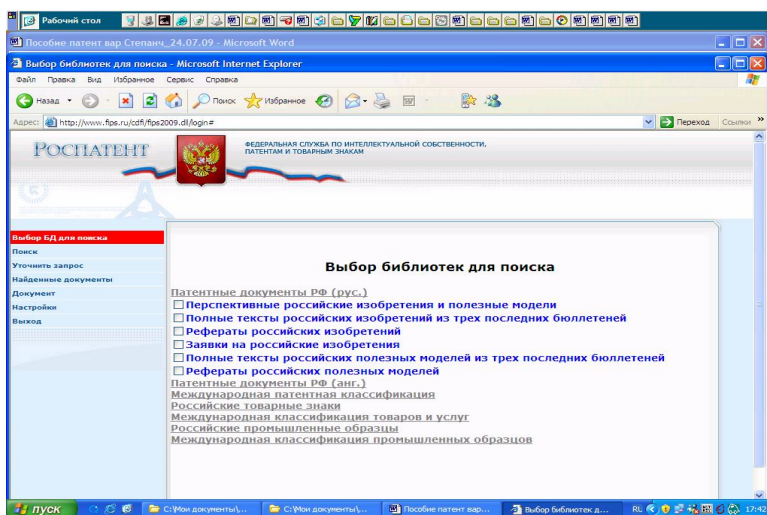 Рабочий стол
Пособие патент вар Степанч_24.07.09 - Microsoft Word
Выбор библиотек для поиска - Microsoft Internet Explorer
Файл Правка Вид Избранное Сервис Справка
Назад Поиск Избранное
Адрес: http://www.fips.ru/cdfi/fips2009.dll/login# Переход Ссылки »
РОСПАТЕНТ
ФЕДЕРАЛЬНАЯ СЛУЖБА ПО ИНТЕЛЛЕКТУАЛЬНОЙ СОБСТВЕННОСТИ,
ПАТЕНТАМ И ТОВАРНЫМ ЗНАКАМ
Выбор БД для поиска
Поиск
Уточнить запрос
Найденные документы
Документ
Настройки
Выход
Выбор библиотек для поиска
Патентные документы РФ (рус.)
Перспективные российские изобретения и полезные модели
Полные тексты российских изобретений из трех последних бюллетеней
Рефераты российских изобретений
Заявки на российские изобретения
Полные тексты российских полезных моделей из трех последних бюллетеней
Рефераты российских полезных моделей
Патентные документы РФ (анг.)
Международная патентная классификация
Российские товарные знаки
Международная классификация товаров и услуг
Российские промышленные образцы
Международная классификация промышленных образцов
пуск C:\Мои документы\... C:\Мои документы\... Пособие патент вар... Выбор библиотек д... RU 17:42